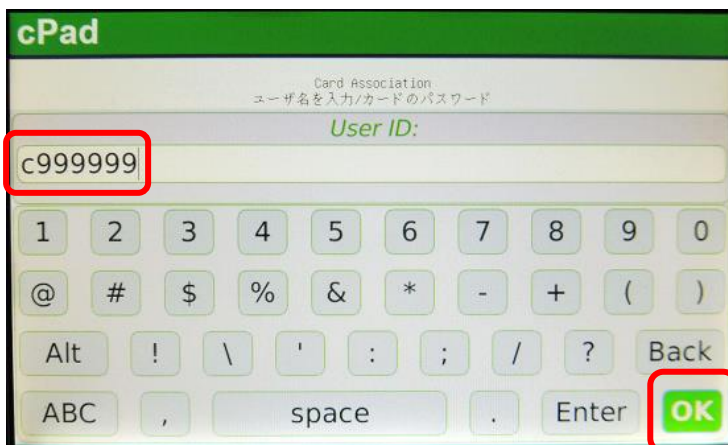 cPad
Card Association
ユーザ名を入力/カードのパスワード
User ID:
c999999
1 2 3 4 5 6 7 8 9 0
@ # $ % & * - + ( )
Alt ! \ ' : ; / ? Back
ABC , space . Enter OK